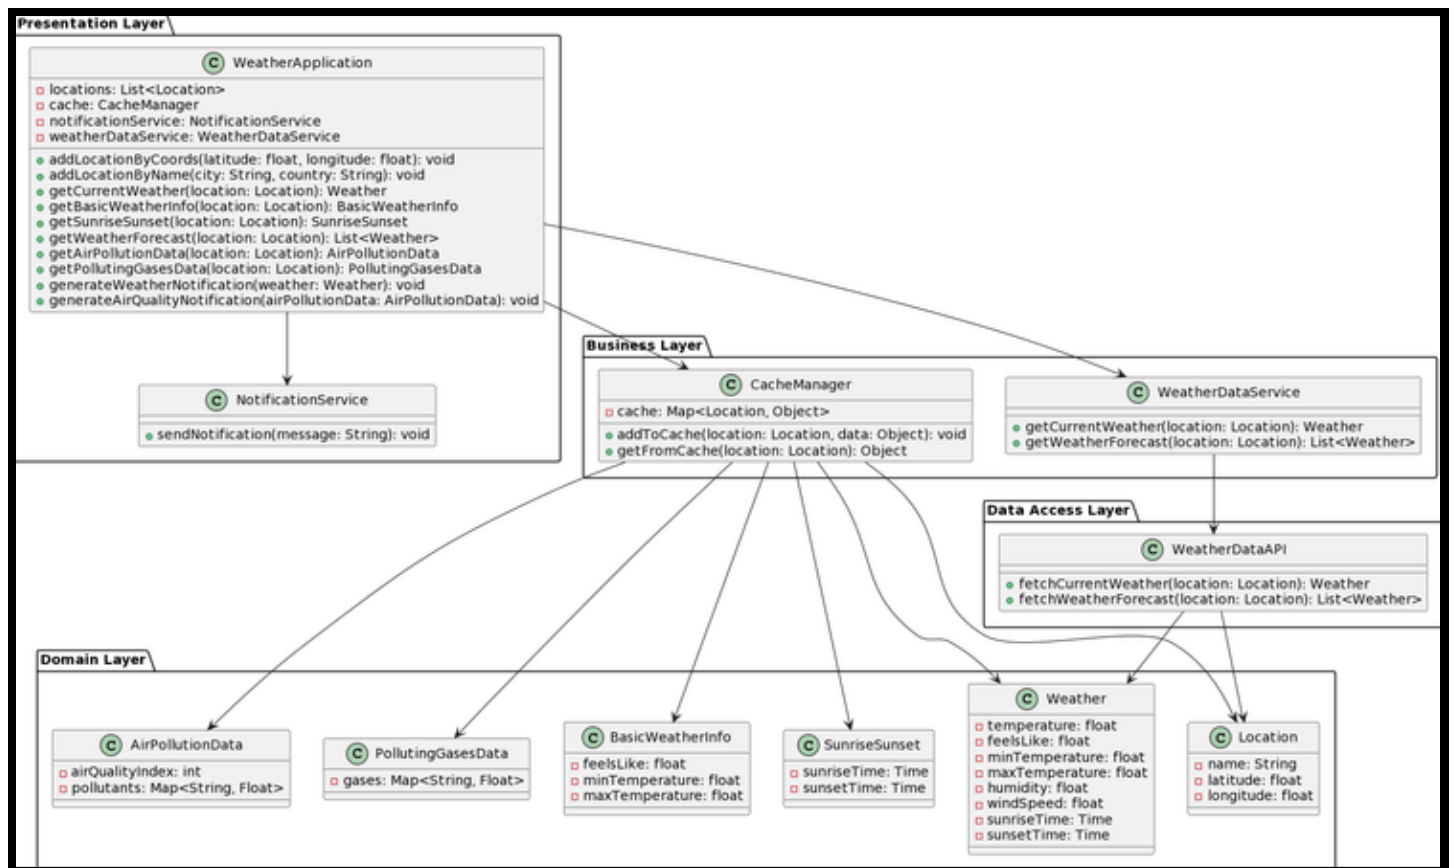 Presentation Layer
C WeatherApplication
locations: List<Location>
cache: CacheManager
notificationService: NotificationService
weatherDataService: WeatherDataService
addLocationByCoords(latitude: float, longitude: float): void
addLocationByName(city: String, country: String): void
getCurrentWeather(location: Location): Weather
getBasicWeatherInfo(location: Location): BasicWeatherInfo
getSunriseSunset(location: Location): SunriseSunset
getWeatherForecast(location: Location): List<Weather>
getAirPollutionData(location: Location): AirPollutionData
getPollutingGasesData(location: Location): PollutingGasesData
generateWeatherNotification(weather: Weather): void
generateAirQualityNotification(airPollutionData: AirPollutionData): void
C NotificationService
sendNotification(message: String): void
Business Layer
C CacheManager
cache: Map<Location, Object>
addToCache(location: Location, data: Object): void
getFromCache(location: Location): Object
C WeatherDataService
getCurrentWeather(location: Location): Weather
getWeatherForecast(location: Location): List<Weather>
Data Access Layer
C WeatherDataAPI
fetchCurrentWeather(location: Location): Weather
fetchWeatherForecast(location: Location): List<Weather>
Domain Layer
C AirPollutionData
airQualityIndex: int
pollutants: Map<String, Float>
C PollutingGasesData
gases: Map<String, Float>
C BasicWeatherInfo
feelsLike: float
minTemperature: float
maxTemperature: float
C SunriseSunset
sunriseTime: Time
sunsetTime: Time
C Weather
temperature: float
feelsLike: float
minTemperature: float
maxTemperature: float
humidity: float
windSpeed: float
sunriseTime: Time
sunsetTime: Time
C Location
name: String
latitude: float
longitude: float